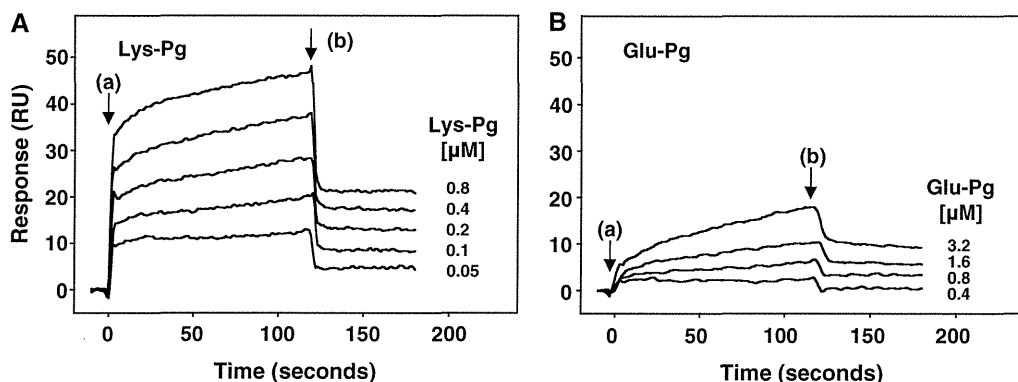 A
Lys-Pg
(a)
(b)
Response (RU)
50
40
30
20
10
0
Lys-Pg
[µM]
0.8
0.4
0.2
0.1
0.05
0 50 100 150 200
Time (seconds)
B
Glu-Pg
(a)
(b)
50
40
30
20
10
0
Glu-Pg
[µM]
3.2
1.6
0.8
0.4
0 50 100 150 200
Time (seconds)